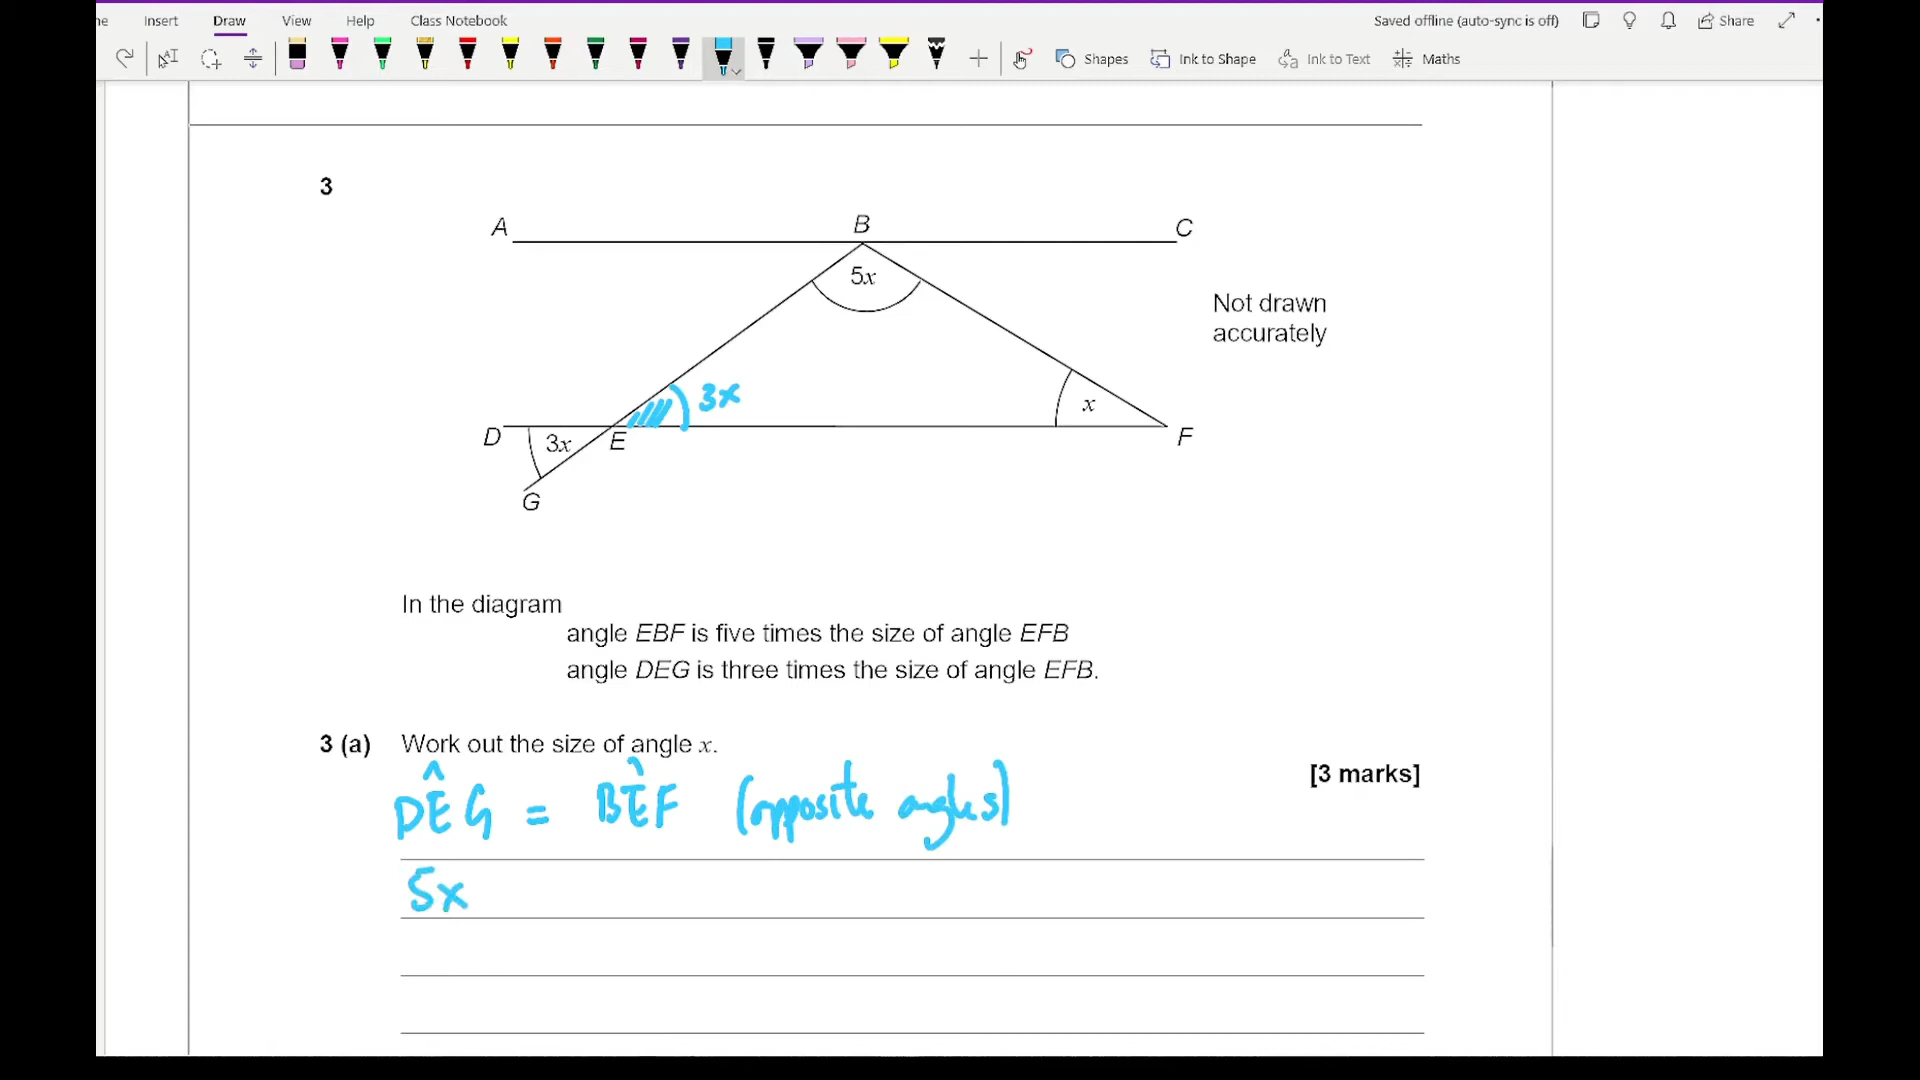 ne Insert Draw View Help Class Notebook Saved offline (auto-sync is off) Share
Shapes Ink to Shape Ink to Text Maths
3
A B C
5x
Not drawn
accurately
3x
x
D 3x E F
G
In the diagram
angle EBF is five times the size of angle EFB
angle DEG is three times the size of angle EFB.
3 (a) Work out the size of angle x.
[3 marks]
DÊG = BÊF (opposite angles)
5x